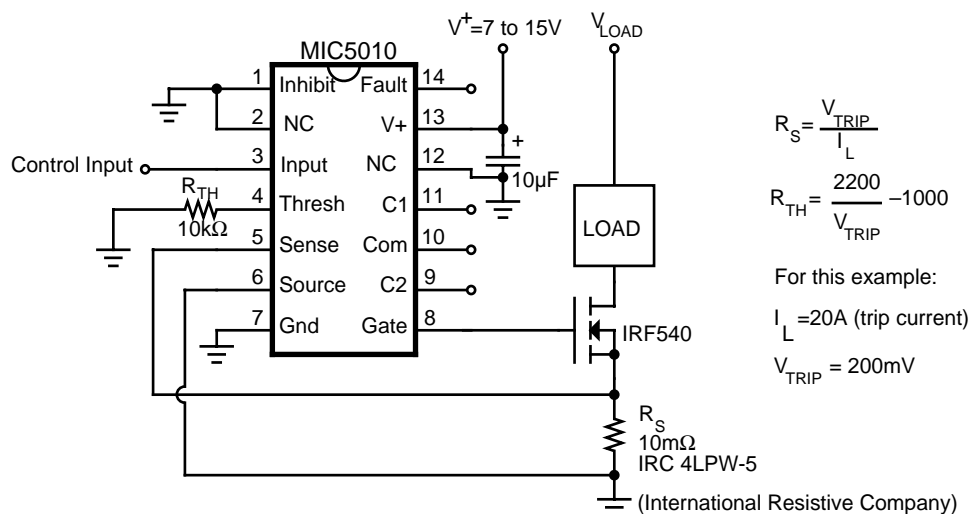 V+=7 to 15V
VLOAD
MIC5010
1 Inhibit Fault 14
2 NC V+ 13
Control Input 3 Input NC 12
+
10µF
RTH
10kΩ
4 Thresh C1 11
5 Sense Com 10
6 Source C2 9
7 Gnd Gate 8
LOAD
IRF540
RS
10mΩ
IRC 4LPW-5
(International Resistive Company)
RS= VTRIP
IL
RTH= 2200 –1000
VTRIP
For this example:
IL=20A (trip current)
VTRIP = 200mV